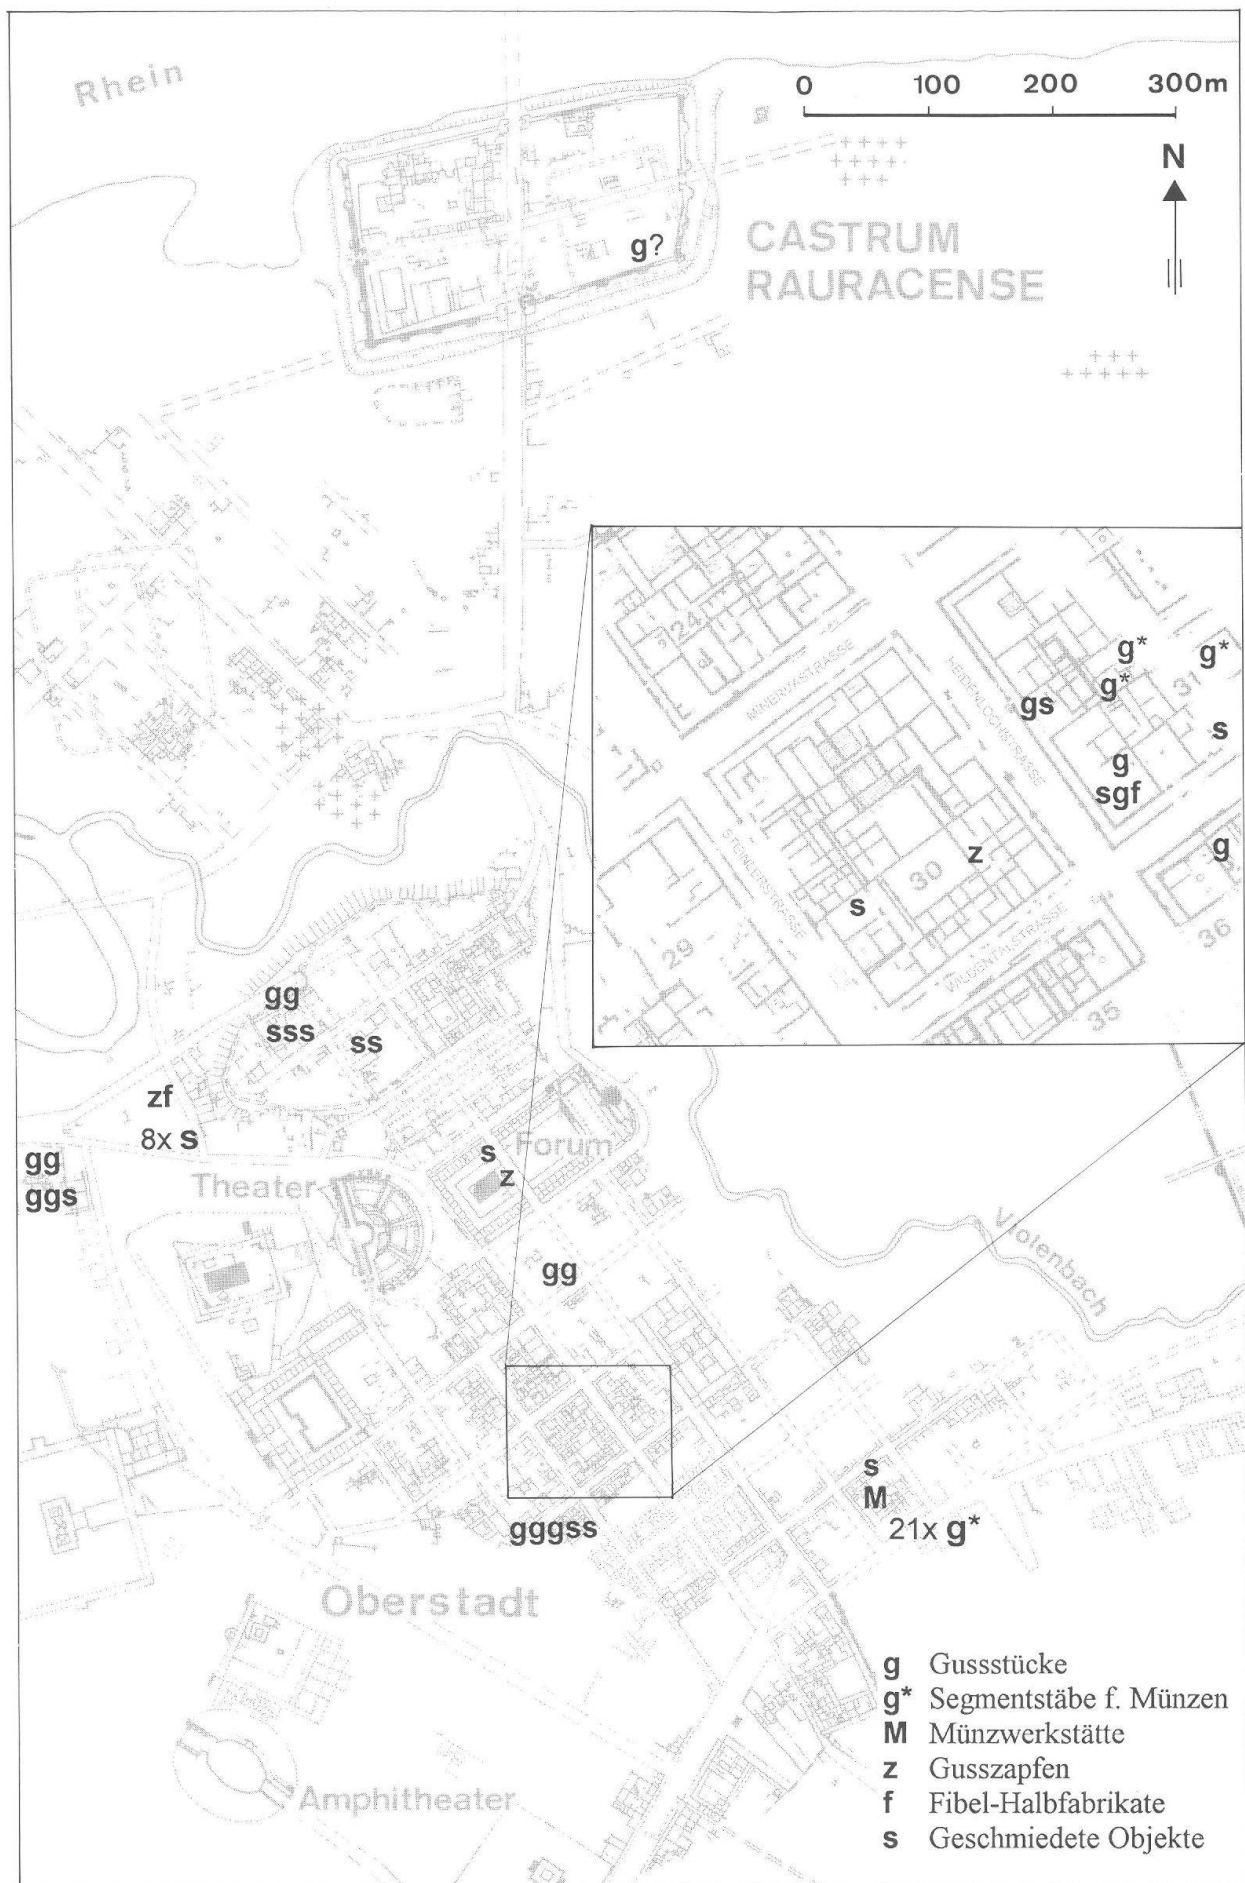 Rhein
0 100 200 300m
N
CASTRUM
RAURACENSE
g?
1
24
MINERVASTRASSE
HEIDENLOCHSTRASSE
g*
g*
g*
31
gs
s
g
sgf
g
STEINLERSTRASSE
z
30
s
29
WILDENTALSTRASSE
36
35
gg
sss
ss
zf
8x s
gg
ggs
Theater
s
z
Forum
gg
Violenbach
s
M
21x g*
gggss
Oberstadt
Amphitheater
g Gussstücke
g* Segmentstäbe f. Münzen
M Münzwerkstätte
z Gusszapfen
f Fibel-Halbfabrikate
s Geschmiedete Objekte